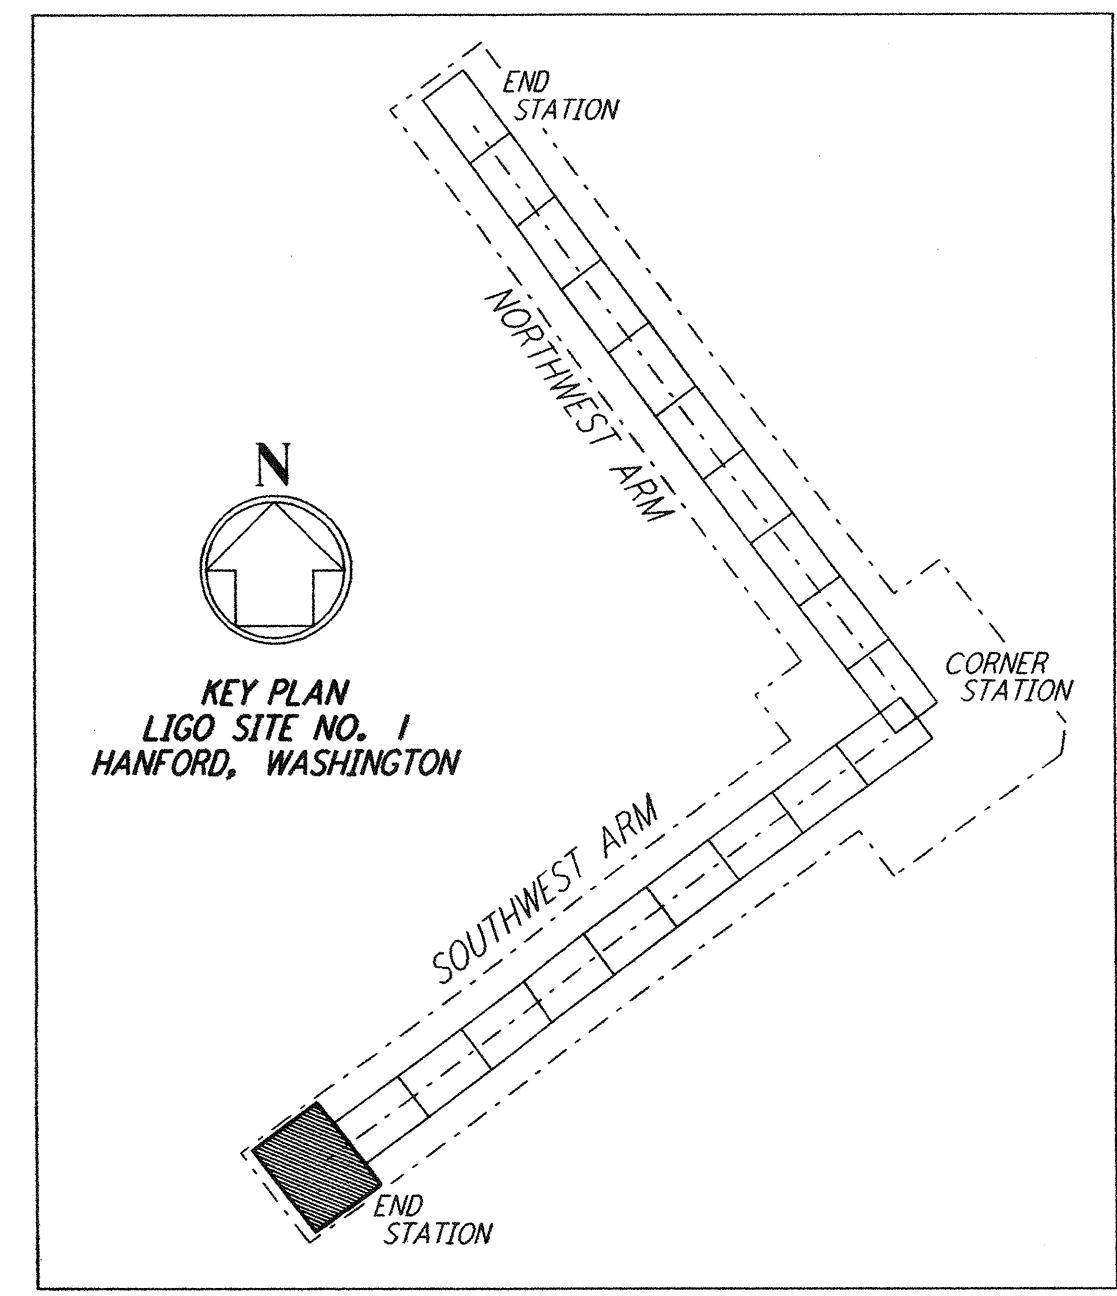 END
STATION
NORTHWEST ARM
N
KEY PLAN
LIGO SITE NO. 1
HANFORD, WASHINGTON
CORNER
STATION
SOUTHWEST ARM
END
STATION